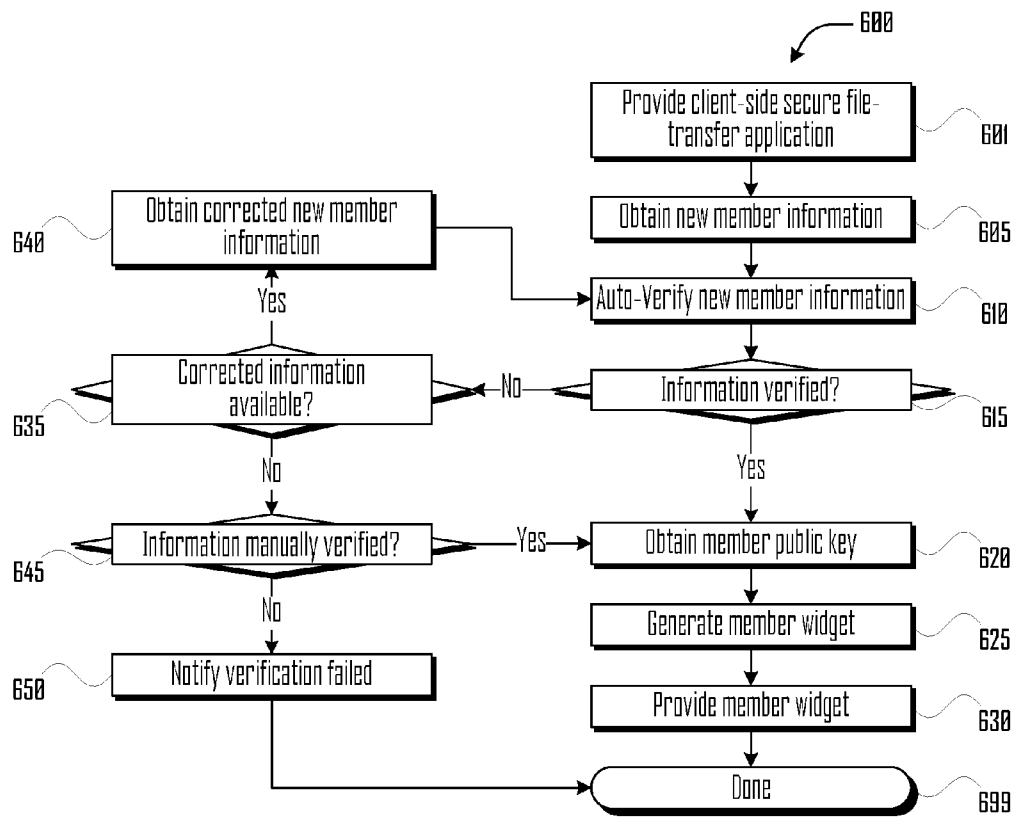 600
Provide client-side secure file-
transfer application
601
Obtain corrected new member
information
640
Obtain new member information
605
Auto-Verify new member information
610
Yes
Corrected information
available?
635
No
Information verified?
615
No
Yes
Information manually verified?
645
Yes
Obtain member public key
620
No
Generate member widget
625
Notify verification failed
650
Provide member widget
630
Done
699